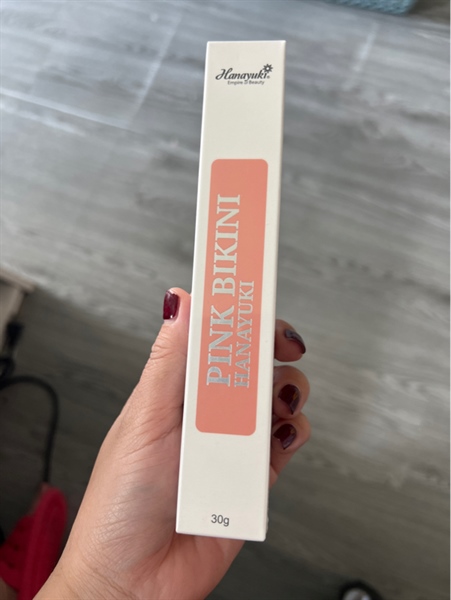 Hanayuki®
Empire of Beauty
PINK BIKINI
HANAYUKI
30g